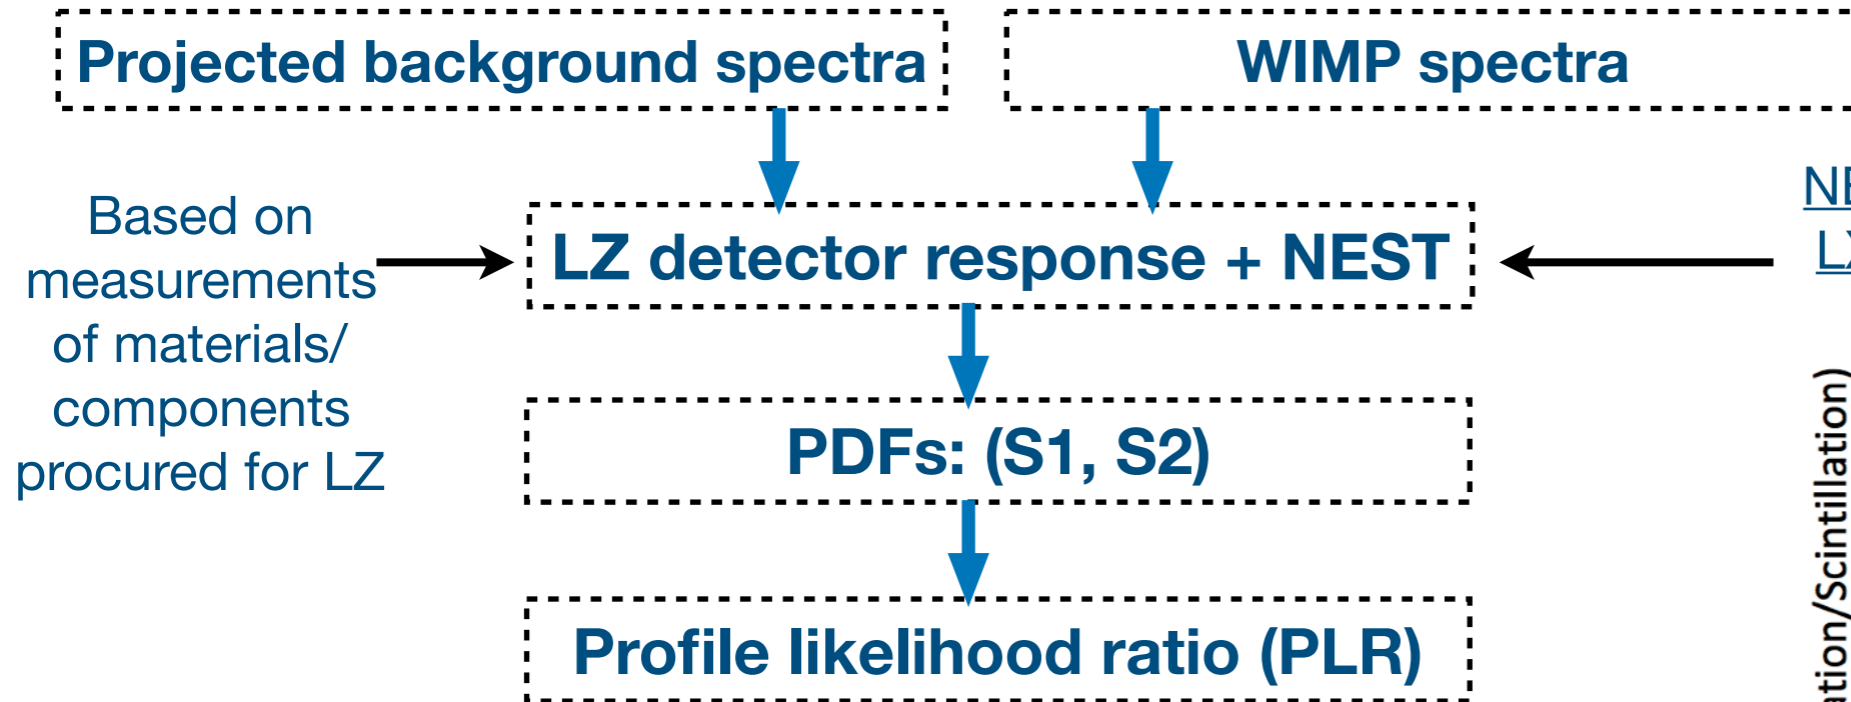 Projected background spectra
WIMP spectra
Based on
measurements
of materials/
components
procured for LZ
LZ detector response + NEST
PDFs: (S1, S2)
Profile likelihood ratio (PLR)